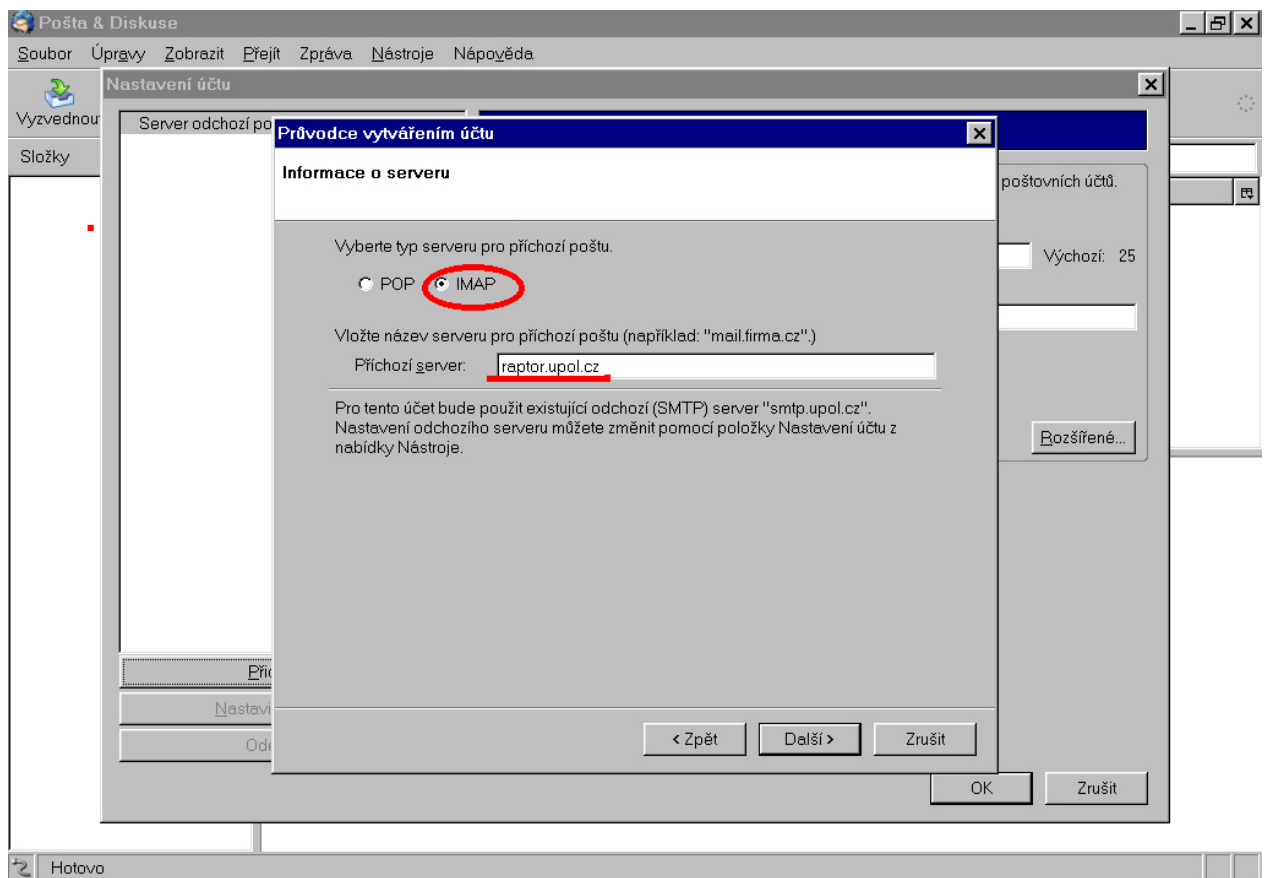 Pošta & Diskuse
Soubor Úpravy Zobrazit Přejít Zpráva Nástroje Nápověda
Nastavení účtu
Server odchozí
Průvodce vytvářením účtu
Složky
Informace o serveru
poštovních účtů.
Vyberte typ serveru pro příchozí poštu.
Výchozí: 25
POP IMAP
Vložte název serveru pro příchozí poštu (například: "mail.firma.cz".)
Příchozí server: raptor.upol.cz
Pro tento účet bude použit existující odchozí (SMTP) server "smtp.upol.cz".
Nastavení odchozího serveru můžete změnit pomocí položky Nastavení účtu z
nabídky Nástroje.
Rozšířené...
< Zpět Další > Zrušit
OK Zrušit
Hotovo